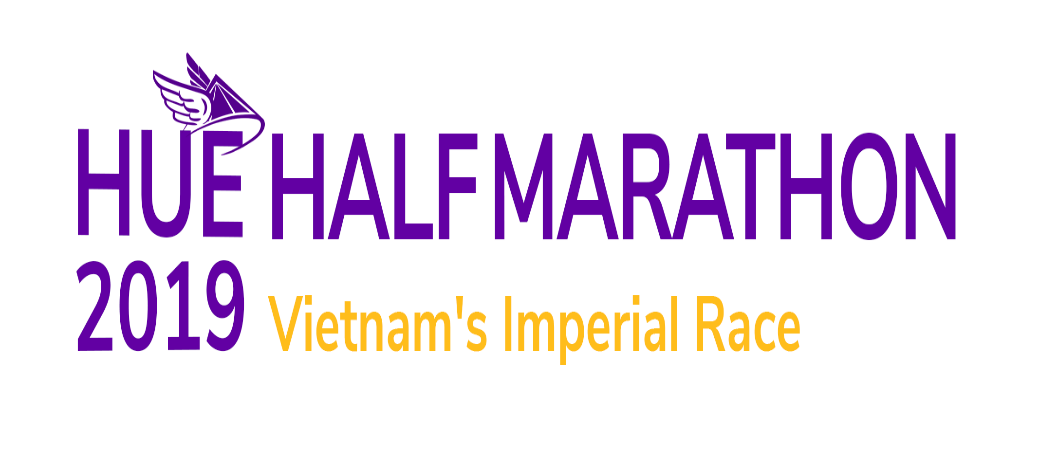 HUE HALF MARATHON
2019 Vietnam's Imperial Race